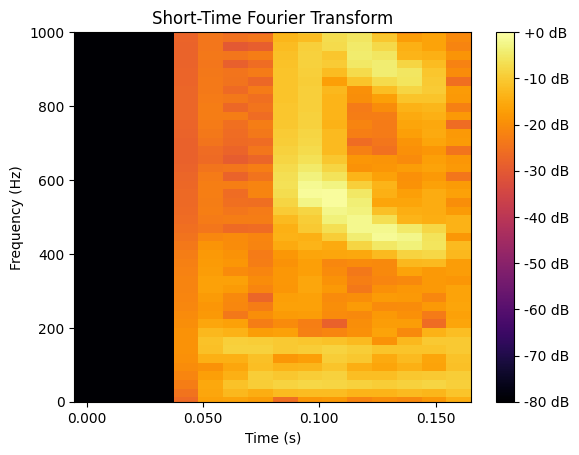 Short-Time Fourier Transform
1000
800
600
400
200
0
Frequency (Hz)
0.000
0.050
0.100
0.150
Time (s)
+0 dB
-10 dB
-20 dB
-30 dB
-40 dB
-50 dB
-60 dB
-70 dB
-80 dB